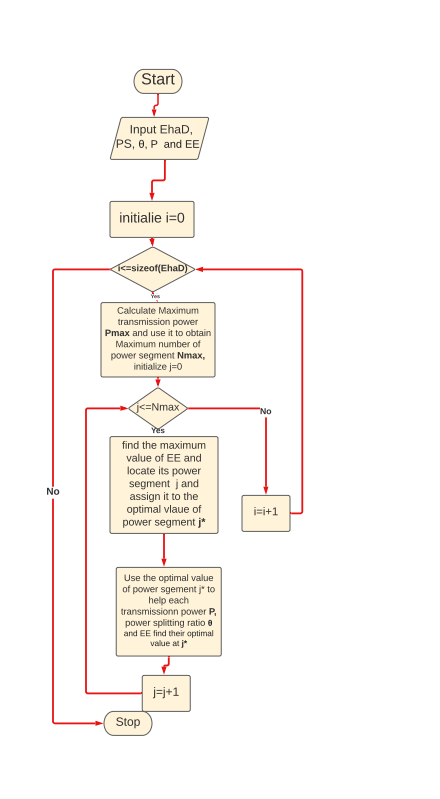 Start
Input EhaD,
PS, θ, P and EE
initialie i=0
i<=sizeof(EhaD)
Yes
Calculate Maximum
transmission power
Pmax and use it to obtain
Maximum number of
power segment Nmax,
initialize j=0
j<=Nmax
No
Yes
find the maximum
value of EE and
locate its power
segment j and
assign it to the
optimal vlaue of
power segment j*
No
i=i+1
Use the optimal value
of power sgement j* to
help each
transmissionn power P,
power splitting ratio θ
and EE find their optimal
value at j*
j=j+1
Stop